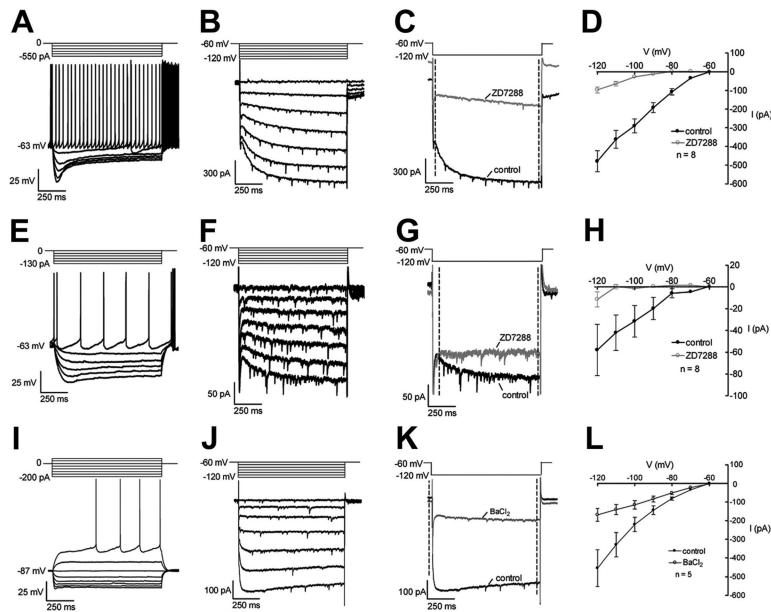 A
0
-550 pA
-63 mV
25 mV
250 ms
B
-60 mV
-120 mV
300 pA
250 ms
C
-60 mV
-120 mV
ZD7288
control
300 pA
250 ms
D
V (mV)
-120 -100 -80 -60
100
0
-100
-200
-300
-400
-500
-600
I (pA)
control
ZD7288
n = 8
E
0
-130 pA
-63 mV
25 mV
250 ms
F
-60 mV
-120 mV
50 pA
250 ms
G
-60 mV
-120 mV
ZD7288
control
50 pA
250 ms
H
V (mV)
-120 -100 -80 -60
20
0
-20
-40
-60
-80
-100
I (pA)
control
ZD7288
n = 8
I
0
-200 pA
-87 mV
25 mV
250 ms
J
-60 mV
-120 mV
100 pA
250 ms
K
-60 mV
-120 mV
BaCl₂
control
100 pA
250 ms
L
V (mV)
-120 -100 -80 -60
100
0
-100
-200
-300
-400
-500
-600
I (pA)
control
BaCl₂
n = 5